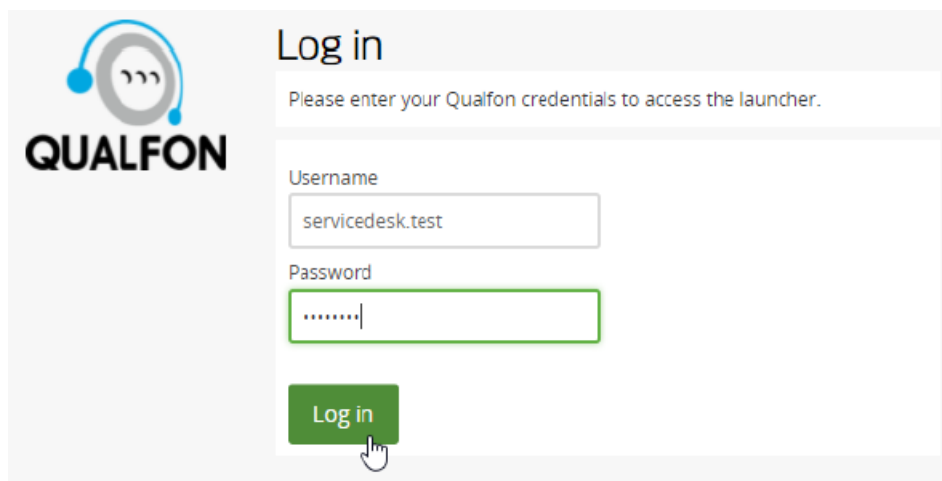 Log in
Please enter your Qualfon credentials to access the launcher.
QUALFON
Username
servicedesk.test
Password
........
Log in